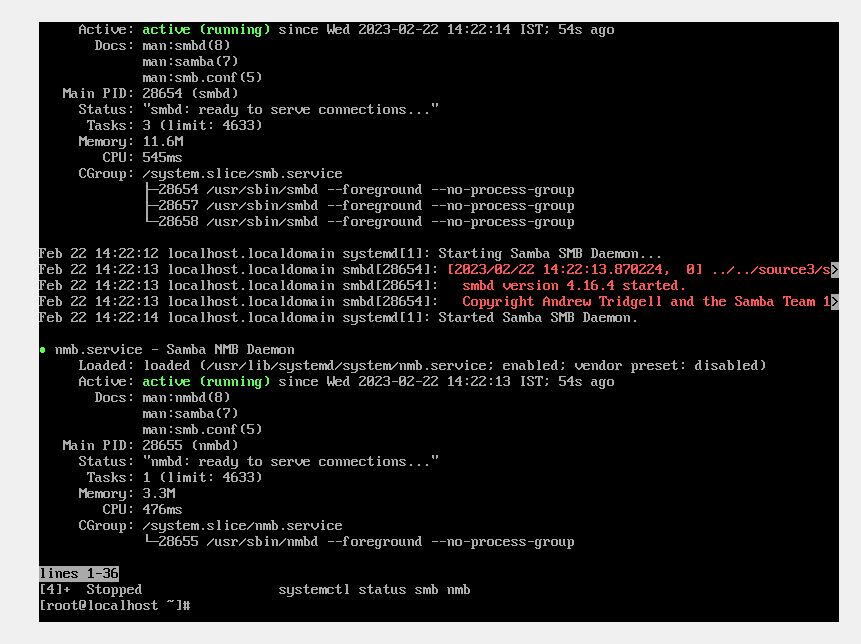 Active: active (running) since Wed 2023-02-22 14:22:14 IST; 54s ago
Docs: man:smbd(8)
man:samba(7)
man:smb.conf(5)
Main PID: 28654 (smbd)
Status: "smbd: ready to serve connections..."
Tasks: 3 (limit: 4633)
Memory: 11.6M
CPU: 545ms
CGroup: /system.slice/smb.service
├─28654 /usr/sbin/smbd --foreground --no-process-group
├─28657 /usr/sbin/smbd --foreground --no-process-group
└─28658 /usr/sbin/smbd --foreground --no-process-group
Feb 22 14:22:12 localhost.localdomain systemd[1]: Starting Samba SMB Daemon...
Feb 22 14:22:13 localhost.localdomain smbd[28654]: [2023/02/22 14:22:13.870224,  0] ../../source3/s>
Feb 22 14:22:13 localhost.localdomain smbd[28654]:   smbd version 4.16.4 started.
Feb 22 14:22:13 localhost.localdomain smbd[28654]:   Copyright Andrew Tridgell and the Samba Team 1>
Feb 22 14:22:14 localhost.localdomain systemd[1]: Started Samba SMB Daemon.
● nmb.service - Samba NMB Daemon
Loaded: loaded (/usr/lib/systemd/system/nmb.service; enabled; vendor preset: disabled)
Active: active (running) since Wed 2023-02-22 14:22:13 IST; 54s ago
Docs: man:nmbd(8)
man:samba(7)
man:smb.conf(5)
Main PID: 28655 (nmbd)
Status: "nmbd: ready to serve connections..."
Tasks: 1 (limit: 4633)
Memory: 3.3M
CPU: 476ms
CGroup: /system.slice/nmb.service
└─28655 /usr/sbin/nmbd --foreground --no-process-group
lines 1-36
[4]+  Stopped                 systemctl status smb nmb
[root@localhost ~]#